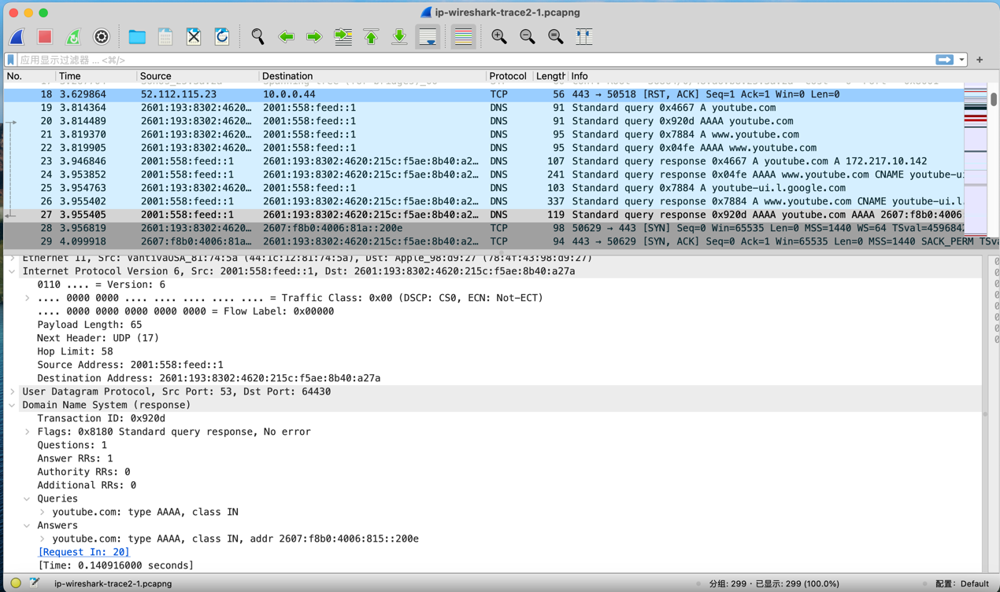 ip-wireshark-trace2-1.pcapng
应用显示过滤器 … <⌘/>
No. Time Source Destination Protocol Length Info
18 3.629864 52.112.115.23 10.0.0.44 TCP 56 443 → 50518 [RST, ACK] Seq=1 Ack=1 Win=0 Len=0
19 3.814364 2601:193:8302:4620… 2001:558:feed::1 DNS 91 Standard query 0x4667 A youtube.com
20 3.814489 2601:193:8302:4620… 2001:558:feed::1 DNS 91 Standard query 0x920d AAAA youtube.com
21 3.819370 2601:193:8302:4620… 2001:558:feed::1 DNS 95 Standard query 0x7884 A www.youtube.com
22 3.819905 2601:193:8302:4620… 2001:558:feed::1 DNS 95 Standard query 0x04fe AAAA www.youtube.com
23 3.946846 2001:558:feed::1 2601:193:8302:4620:215c:f5ae:8b40:a2… DNS 107 Standard query response 0x4667 A youtube.com A 172.217.10.142
24 3.953852 2001:558:feed::1 2601:193:8302:4620:215c:f5ae:8b40:a2… DNS 241 Standard query response 0x04fe AAAA www.youtube.com CNAME youtube-ui
25 3.954763 2601:193:8302:4620… 2001:558:feed::1 DNS 103 Standard query 0x7884 A youtube-ui.l.google.com
26 3.955402 2001:558:feed::1 2601:193:8302:4620:215c:f5ae:8b40:a2… DNS 337 Standard query response 0x7884 A www.youtube.com CNAME youtube-ui.l.
27 3.955405 2001:558:feed::1 2601:193:8302:4620:215c:f5ae:8b40:a2… DNS 119 Standard query response 0x920d AAAA youtube.com AAAA 2607:f8b0:4006
28 3.956819 2601:193:8302:4620… 2607:f8b0:4006:81a::200e TCP 98 50629 → 443 [SYN] Seq=0 Win=65535 Len=0 MSS=1440 WS=64 TSval=4596842
29 4.099918 2607:f8b0:4006:81a… 2601:193:8302:4620:215c:f5ae:8b40:a2… TCP 94 443 → 50629 [SYN, ACK] Seq=0 Ack=1 Win=65535 Len=0 MSS=1440 SACK_PERM TSv
Ethernet II, Src: VantivaUSA_81:74:5a (44:1c:12:81:74:5a), Dst: Apple_98:d9:27 (78:4f:43:98:d9:27)
Internet Protocol Version 6, Src: 2001:558:feed::1, Dst: 2601:193:8302:4620:215c:f5ae:8b40:a27a
0110 .... = Version: 6
.... 0000 0000 .... .... .... .... .... = Traffic Class: 0x00 (DSCP: CS0, ECN: Not-ECT)
.... 0000 0000 0000 0000 0000 = Flow Label: 0x00000
Payload Length: 65
Next Header: UDP (17)
Hop Limit: 58
Source Address: 2001:558:feed::1
Destination Address: 2601:193:8302:4620:215c:f5ae:8b40:a27a
User Datagram Protocol, Src Port: 53, Dst Port: 64430
Domain Name System (response)
Transaction ID: 0x920d
Flags: 0x8180 Standard query response, No error
Questions: 1
Answer RRs: 1
Authority RRs: 0
Additional RRs: 0
Queries
youtube.com: type AAAA, class IN
Answers
youtube.com: type AAAA, class IN, addr 2607:f8b0:4006:815::200e
[Request In: 20]
[Time: 0.140916000 seconds]
ip-wireshark-trace2-1.pcapng 分组: 299 · 已显示: 299 (100.0%) 配置: Default